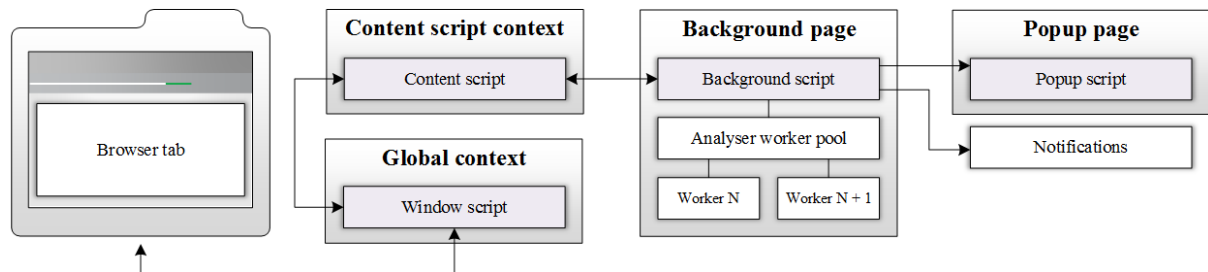 Browser tab
Content script context
Content script
Global context
Window script
Background page
Background script
Analyser worker pool
Worker N
Worker N + 1
Popup page
Popup script
Notifications